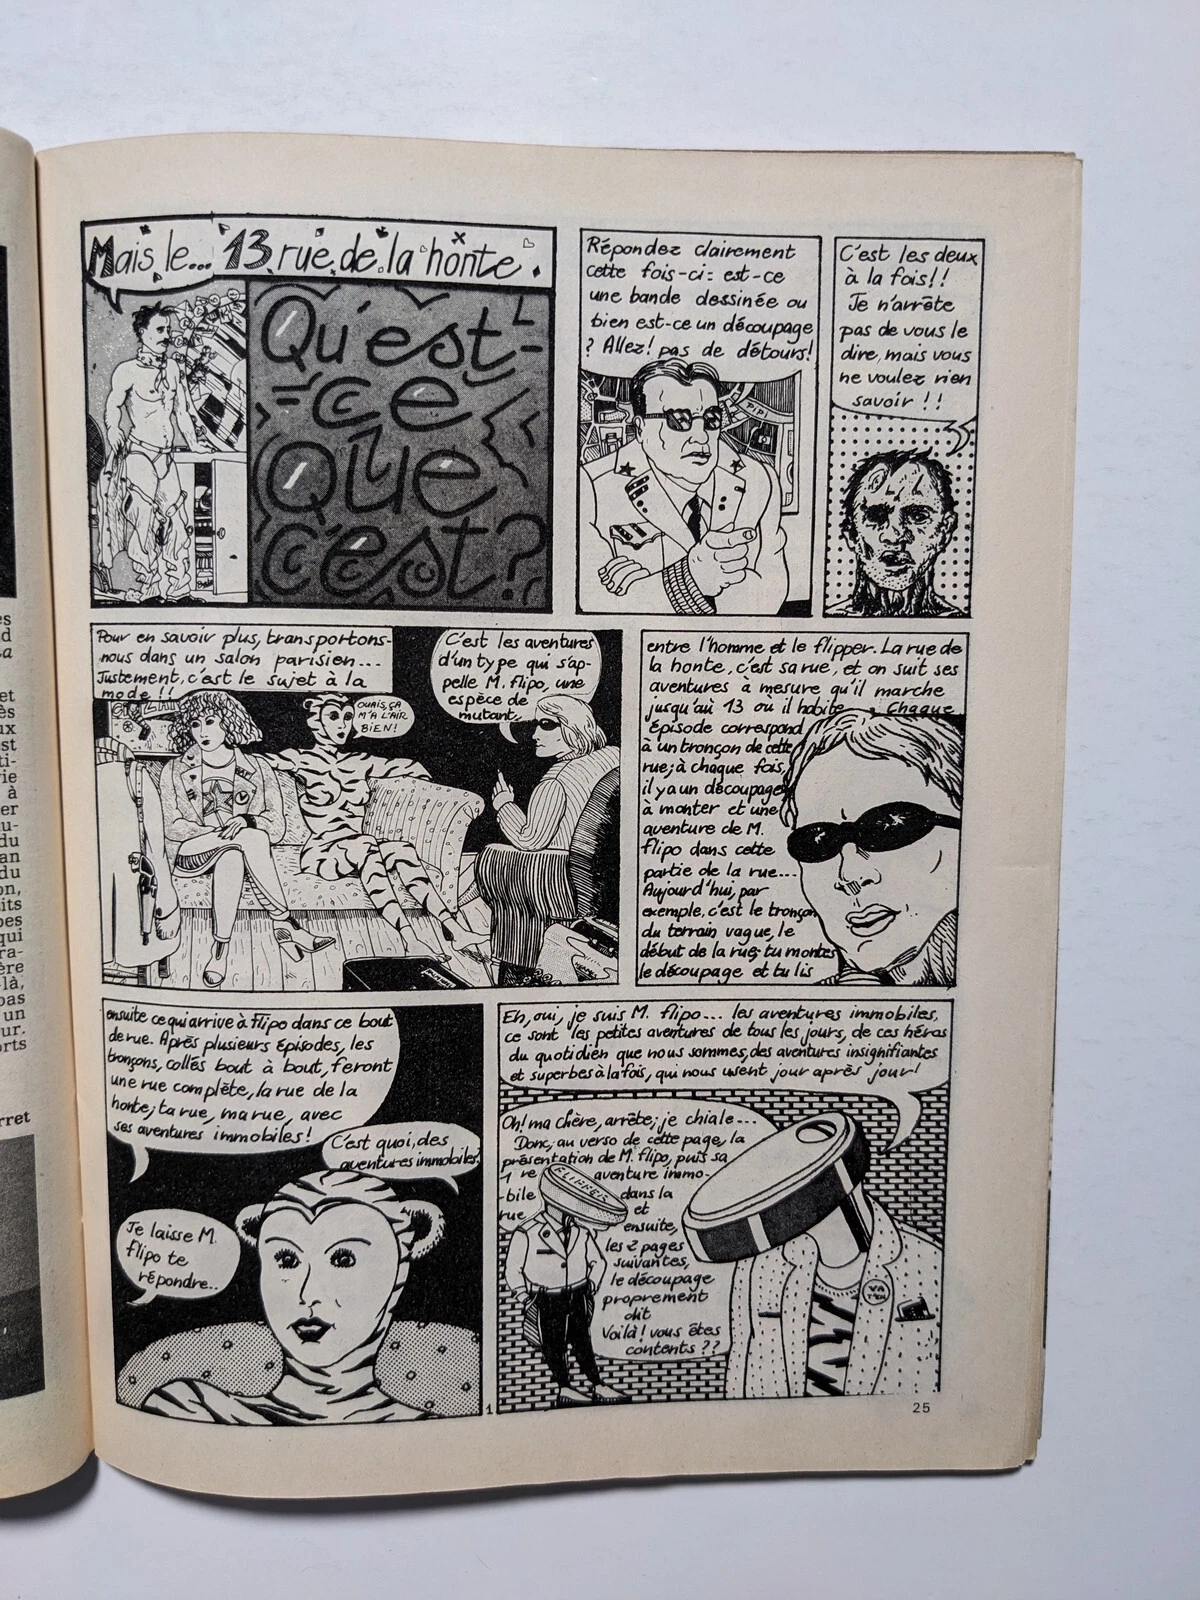 Mais le... 13 rue de la honte.
Qu'est-
-ce
que
c'est?
Répondez clairement
cette fois-ci: est-ce
une bande dessinée ou
bien est-ce un découpage
? Allez! pas de détours!
PIPI
C'est les deux
à la fois!!
Je n'arrête
pas de vous le
dire, mais vous
ne voulez rien
savoir !!
Pour en savoir plus, transportons-
nous dans un salon parisien...
Justement, c'est le sujet à la
mode !!
OUAIS, ÇA
M'A L'AIR
BIEN!
C'est les aventures
d'un type qui s'ap-
pelle M. flipo, une
espèce de
mutant,
entre l'homme et le flipper. La rue de
la honte, c'est sa rue, et on suit ses
aventures à mesure qu'il marche
jusqu'au 13 où il habite. Chaque
épisode correspond
à un tronçon de cette
rue; à chaque fois,
il y a un découpage
à monter et une
aventure de M.
flipo dans cette
partie de la rue...
Aujourd'hui, par
exemple, c'est le tronçon
du terrain vague, le
début de la rue; tu montes
le découpage et tu lis
ensuite ce qui arrive à flipo dans ce bout
de rue. Après plusieurs épisodes, les
tronçons, collés bout à bout, feront
une rue complète, la rue de la
honte; ta rue, ma rue, avec
ses aventures immobiles!
C'est quoi, des
aventures immobiles?
Je laisse M.
flipo te
répondre..
1
Eh, oui, je suis M. flipo... les aventures immobiles,
ce sont les petites aventures de tous les jours, de ces héros
du quotidien que nous sommes, des aventures insignifiantes
et superbes à la fois, qui nous usent jour après jour!
Oh! ma chère, arrête; je chiale...
Donc, au verso de cette page, la
présentation de M. flipo, puis sa
1re aventure immo-
-bile dans la
rue et
ensuite,
les 2 pages
suivantes,
le découpage
proprement
dit
Voilà! vous êtes
contents ??
FLIPPER
25